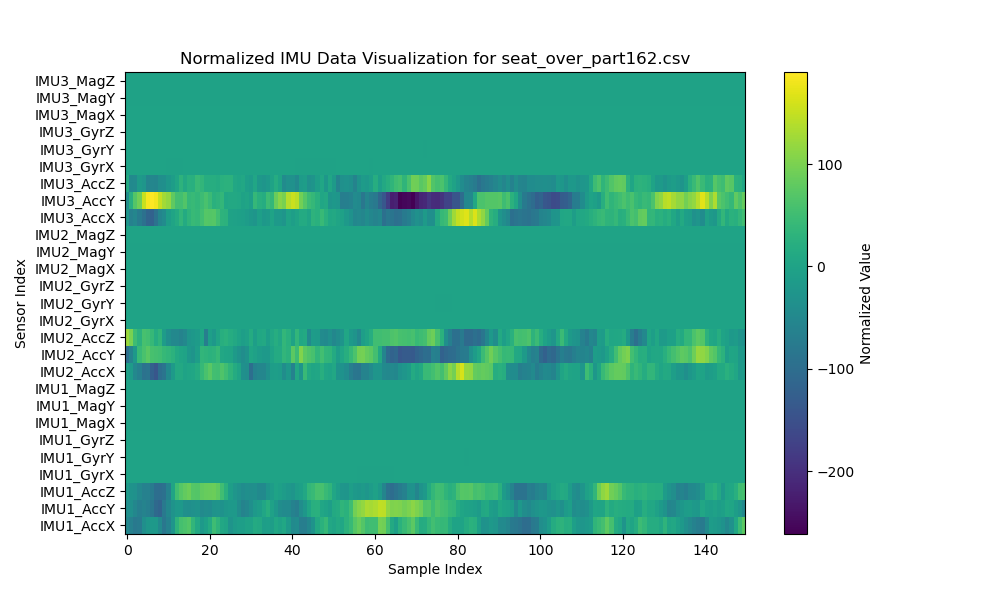 Normalized IMU Data Visualization for seat_over_part162.csv
IMU3_MagZ
IMU3_MagY
IMU3_MagX
IMU3_GyrZ
IMU3_GyrY
IMU3_GyrX
IMU3_AccZ
IMU3_AccY
IMU3_AccX
IMU2_MagZ
IMU2_MagY
IMU2_MagX
IMU2_GyrZ
IMU2_GyrY
IMU2_GyrX
IMU2_AccZ
IMU2_AccY
IMU2_AccX
IMU1_MagZ
IMU1_MagY
IMU1_MagX
IMU1_GyrZ
IMU1_GyrY
IMU1_GyrX
IMU1_AccZ
IMU1_AccY
IMU1_AccX
Sensor Index
0 20 40 60 80 100 120 140
Sample Index
100
0
−100
−200
Normalized Value